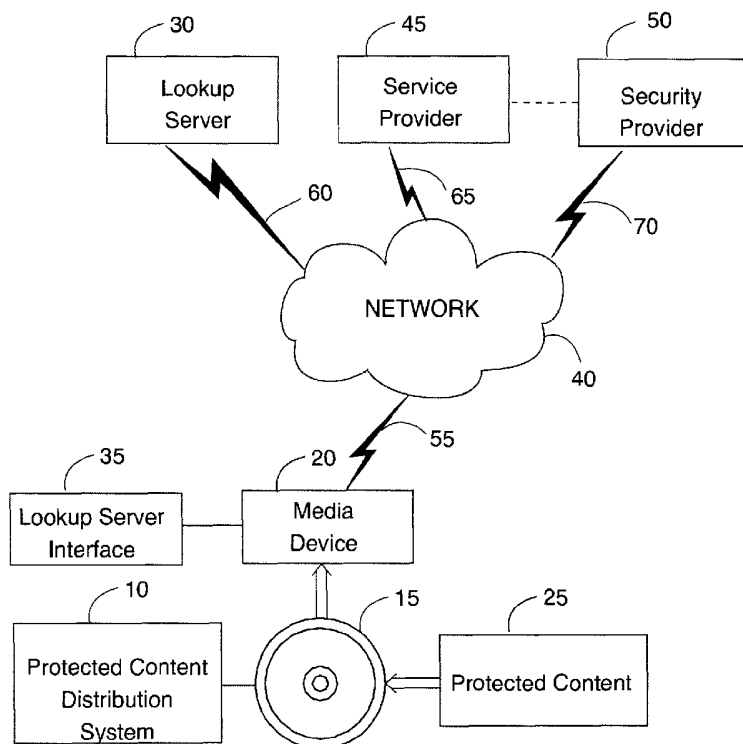 30
45
50
Lookup
Server
Service
Provider
Security
Provider
60
65
70
NETWORK
40
55
35
20
Lookup Server
Interface
Media
Device
10
15
25
Protected Content
Distribution
System
Protected Content